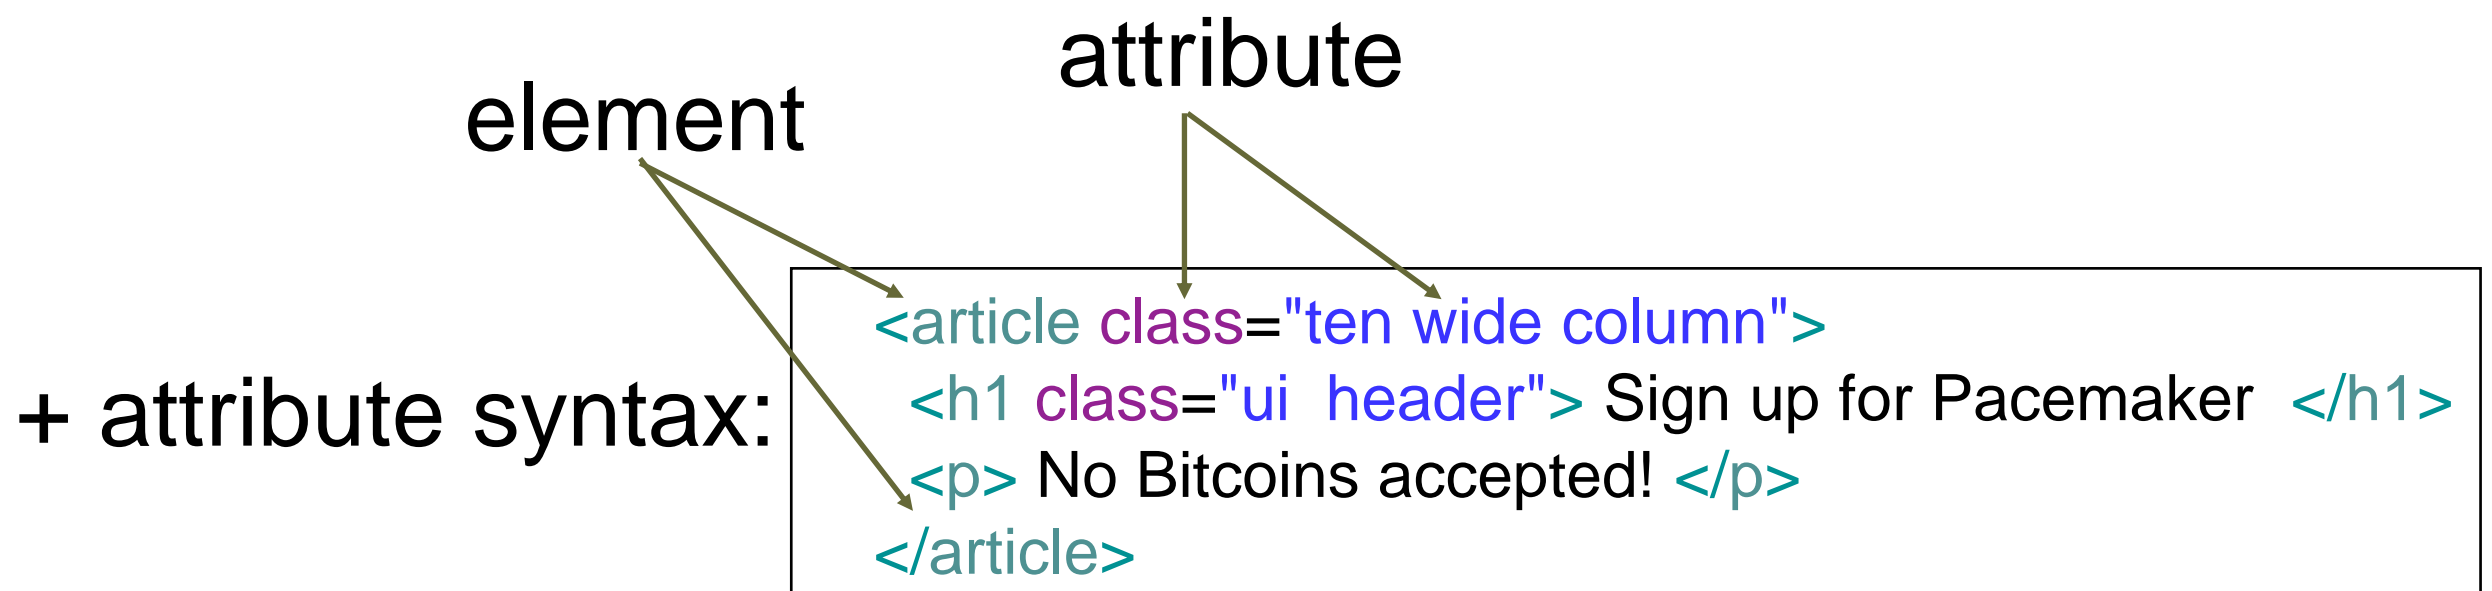 attribute
element
<article class="ten wide column">
<h1 class="ui  header"> Sign up for Pacemaker  </h1>
+ attribute syntax:
<p> No Bitcoins accepted! </p>
</article>